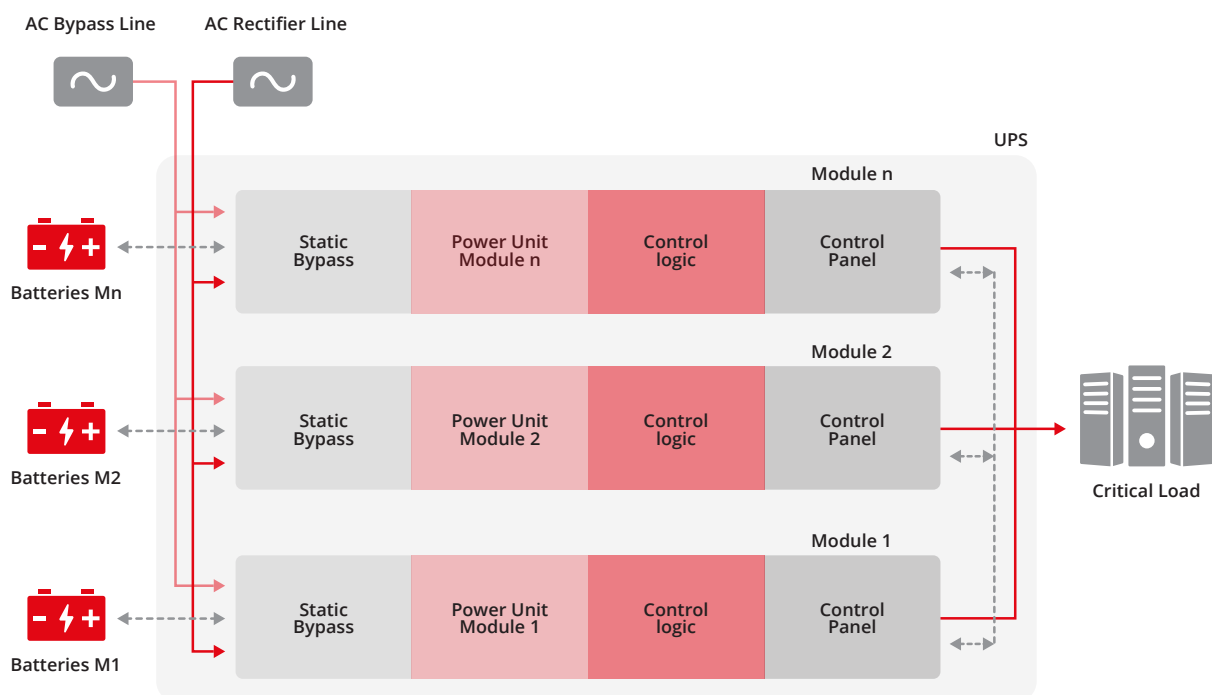 AC Bypass Line
AC Rectifier Line
UPS
Module n
Static
Bypass
Power Unit
Module n
Control
logic
Control
Panel
Batteries Mn
Module 2
Static
Bypass
Power Unit
Module 2
Control
logic
Control
Panel
Batteries M2
Critical Load
Module 1
Static
Bypass
Power Unit
Module 1
Control
logic
Control
Panel
Batteries M1